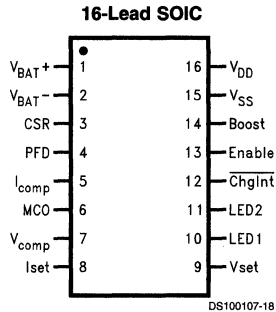 16-Lead SOIC
VBAT+ 1 16 VDD
VBAT- 2 15 VSS
CSR 3 14 Boost
PFD 4 13 Enable
Icomp 5 12 ChgInt
MCO 6 11 LED2
Vcomp 7 10 LED1
Iset 8 9 Vset
DS100107-18